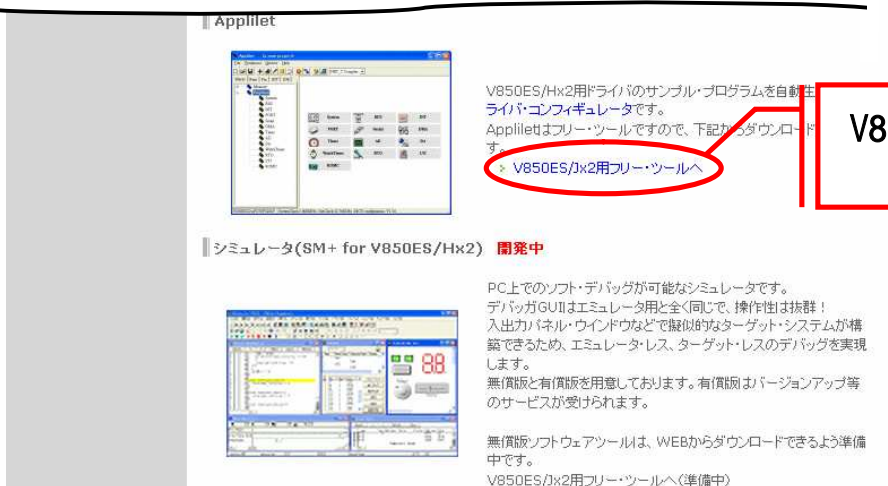 Applilet
V850ES/Hx2用ドライバのサンプル・プログラムを自動生
ライバ・コンフィギュレータです。
Appliletはフリー・ツールですので、下記からダウンロード
す。
> V850ES/Jx2用フリー・ツールへ
V8
シミュレータ(SM+ for V850ES/Hx2) 開発中
PC上でのソフト・デバッグが可能なシミュレータです。
デバッガGUIはエミュレータ用と全く同じで、操作性は抜群！
入出力パネル・ウインドウなどで擬似的なターゲット・システムが構
築できるため、エミュレータ・レス、ターゲット・レスのデバッグを実現
します。
無償版と有償版を用意しております。有償版はバージョンアップ等
のサービスが受けられます。
無償版ソフトウェアツールは、WEBからダウンロードできるよう準備
中です。
V850ES/Jx2用フリー・ツールへ(準備中)